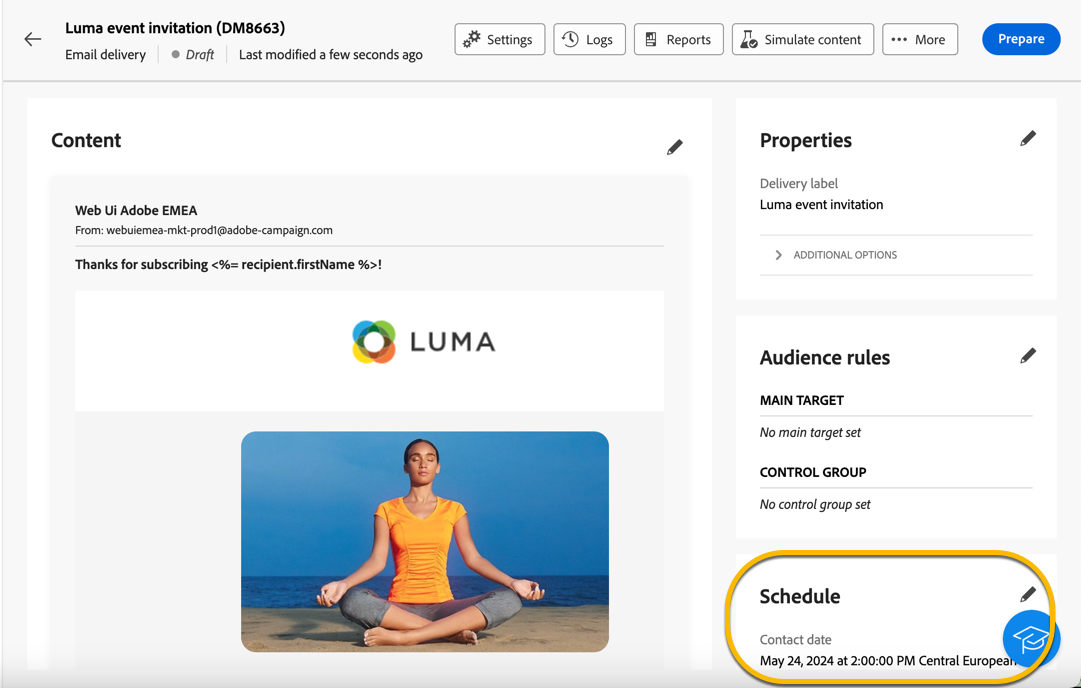 Luma event invitation (DM8663)
Email delivery
Draft
Last modified a few seconds ago
Settings
Logs
Reports
Simulate content
More
Prepare
Content
Web Ui Adobe EMEA
From: webuiemea-mkt-prod1@adobe-campaign.com
Thanks for subscribing <%= recipient.firstName %>!
LUMA
Properties
Delivery label
Luma event invitation
ADDITIONAL OPTIONS
Audience rules
MAIN TARGET
No main target set
CONTROL GROUP
No control group set
Schedule
Contact date
May 24, 2024 at 2:00:00 PM Central European